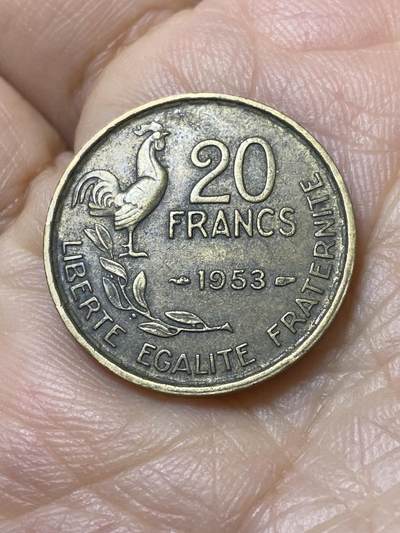 20
FRANCS
1953
LIBERTE EGALITE FRATERNITE